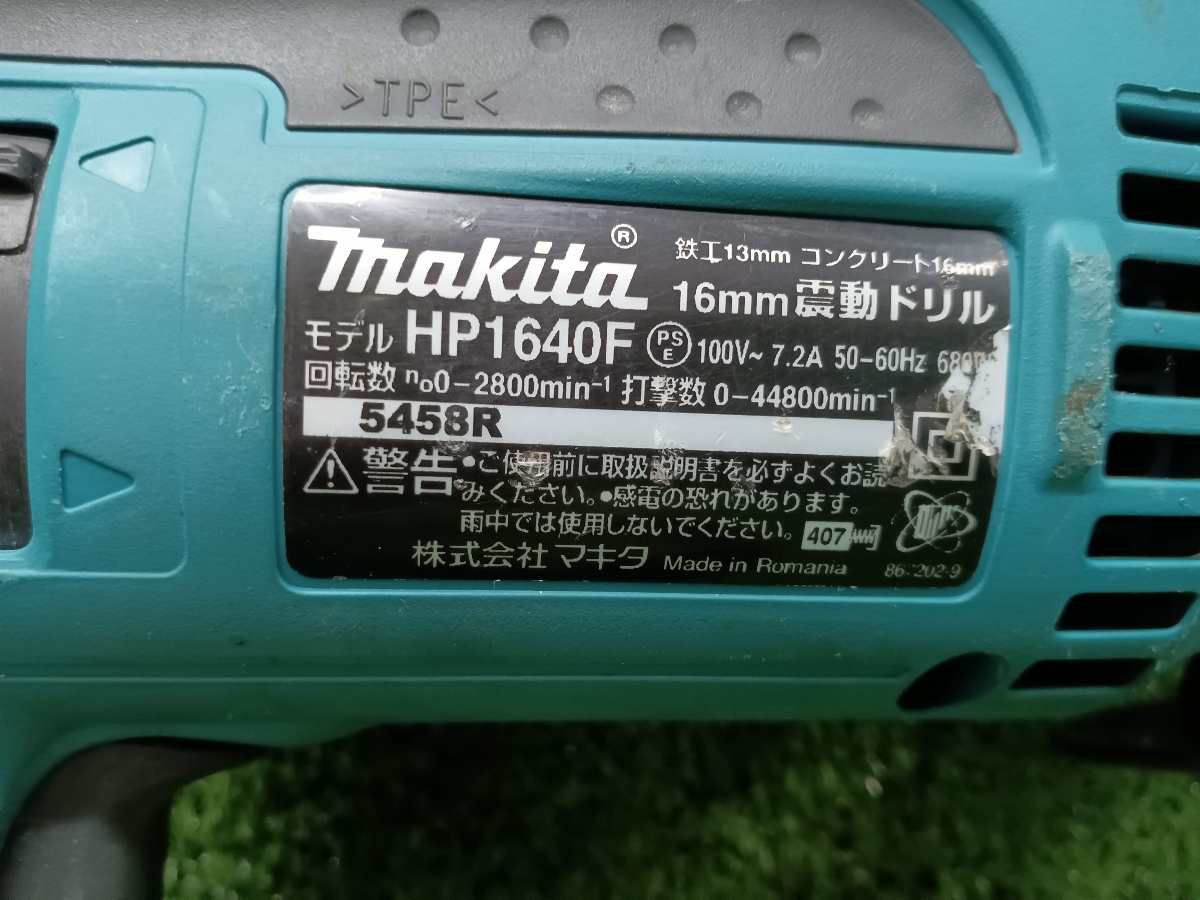 >TPE<
makita®
鉄工13mm コンクリート16mm
16mm震動ドリル
モデル HP1640F PSE 100V~ 7.2A 50-60Hz
回転数 n₀0-2800min⁻¹ 打撃数 0-44800min⁻¹
5458R
警告 •ご使用前に取扱説明書を必ずよくお読
みください。•感電の恐れがあります。
雨中では使用しないでください。 407
株式会社 マキタ Made in Romania